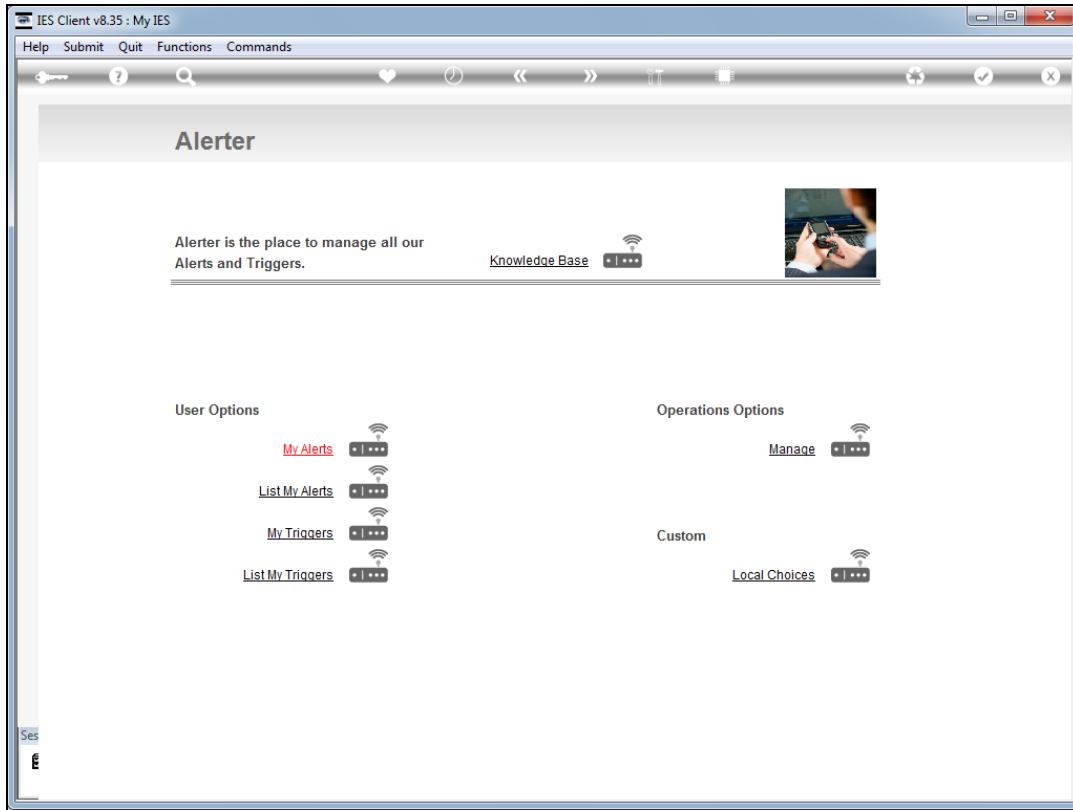 IES Client v8.35 : My IES
Help Submit Quit Functions Commands
Alerter
Alerter is the place to manage all our
Alerts and Triggers.
Knowledge Base
User Options
Operations Options
My Alerts
Manage
List My Alerts
My Triggers
Custom
List My Triggers
Local Choices
Ses